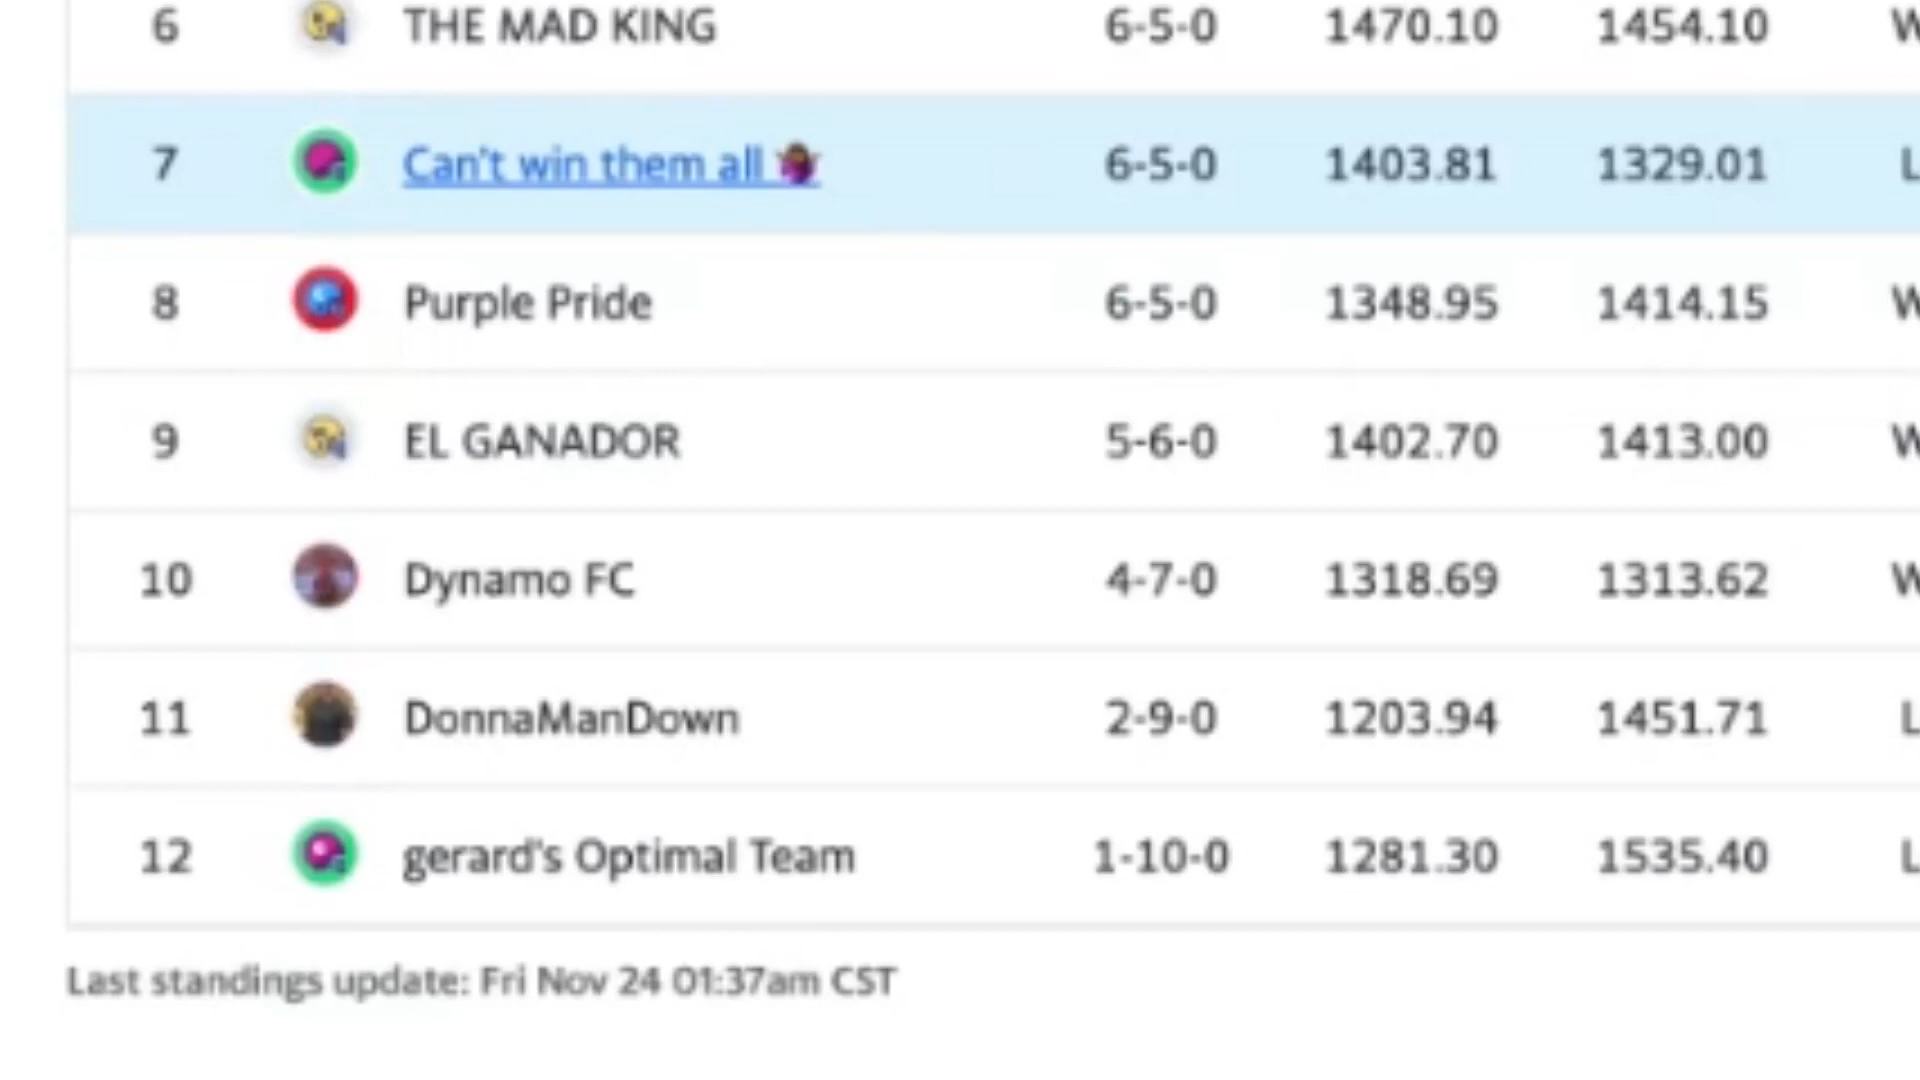 6 THE MAD KING 6-5-0 1470.10 1454.10 W
7 Can't win them all 🤷🏾‍♀️ 6-5-0 1403.81 1329.01 L
8 Purple Pride 6-5-0 1348.95 1414.15 W
9 EL GANADOR 5-6-0 1402.70 1413.00 W
10 Dynamo FC 4-7-0 1318.69 1313.62 W
11 DonnaManDown 2-9-0 1203.94 1451.71 L
12 gerard's Optimal Team 1-10-0 1281.30 1535.40 L
Last standings update: Fri Nov 24 01:37am CST